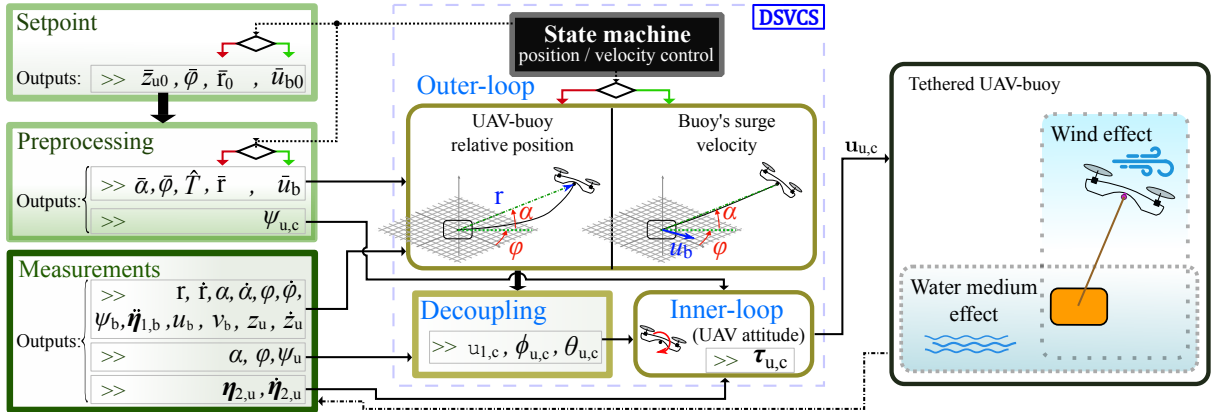 Setpoint
Outputs: >> z̄u0, φ̄, r̄0 , ūb0
Preprocessing
Outputs: >> ᾱ, φ̄, T̂, r̄ , ūb
>> ψu,c
Measurements
Outputs: >> r, ṙ, α, α̇, φ, φ̇,
ψb, η̈1,b , ub , vb , zu , żu
>> α, φ, ψu
>> η2,u , η̇2,u
DSVCS
State machine
position / velocity control
Outer-loop
UAV-buoy
relative position
r
α
φ
Buoy's surge
velocity
α
φ
ub
Decoupling
>> u1,c , ϕu,c , θu,c
Inner-loop
(UAV attitude)
>> τu,c
uu,c
Tethered UAV-buoy
Wind effect
Water medium
effect